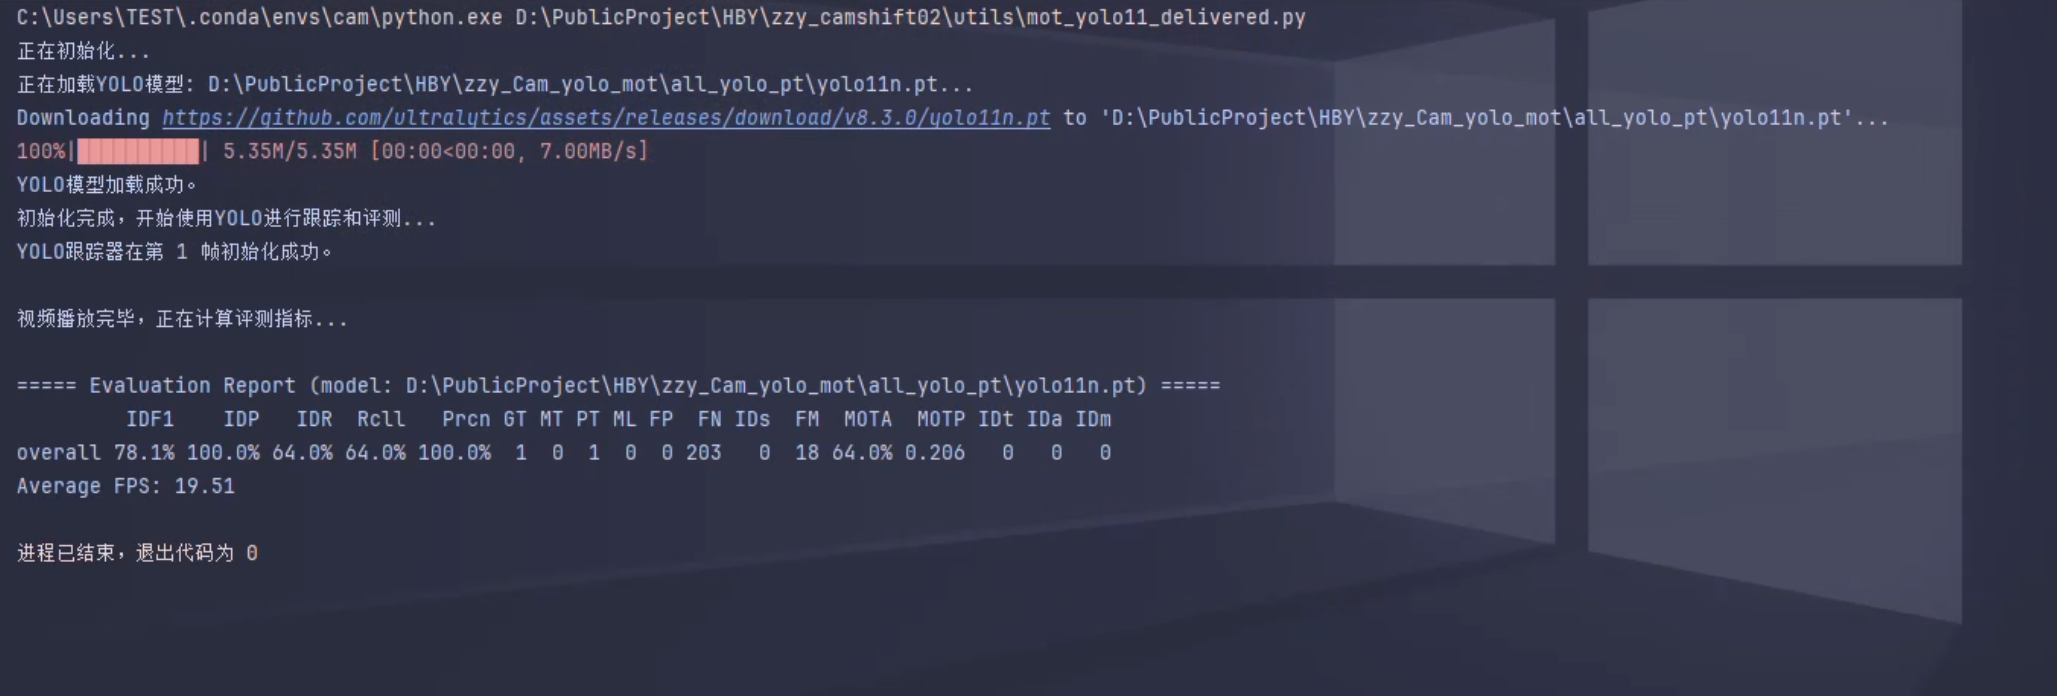 C:\Users\TEST\.conda\envs\cam\python.exe D:\PublicProject\HBY\zzy_camshift02\utils\mot_yolo11_delivered.py
正在初始化...
正在加载YOLO模型: D:\PublicProject\HBY\zzy_Cam_yolo_mot\all_yolo_pt\yolo11n.pt...
Downloading https://github.com/ultralytics/assets/releases/download/v8.3.0/yolo11n.pt to 'D:\PublicProject\HBY\zzy_Cam_yolo_mot\all_yolo_pt\yolo11n.pt'...
100%|██████████| 5.35M/5.35M [00:00<00:00, 7.00MB/s]
YOLO模型加载成功。
初始化完成，开始使用YOLO进行跟踪和评测...
YOLO跟踪器在第 1 帧初始化成功。
视频播放完毕，正在计算评测指标...
===== Evaluation Report (model: D:\PublicProject\HBY\zzy_Cam_yolo_mot\all_yolo_pt\yolo11n.pt) =====
IDF1 IDP IDR Rcll Prcn GT MT PT ML FP FN IDs FM MOTA MOTP IDt IDa IDm
overall 78.1% 100.0% 64.0% 64.0% 100.0% 1 0 1 0 0 203 0 18 64.0% 0.206 0 0 0
Average FPS: 19.51
进程已结束，退出代码为 0